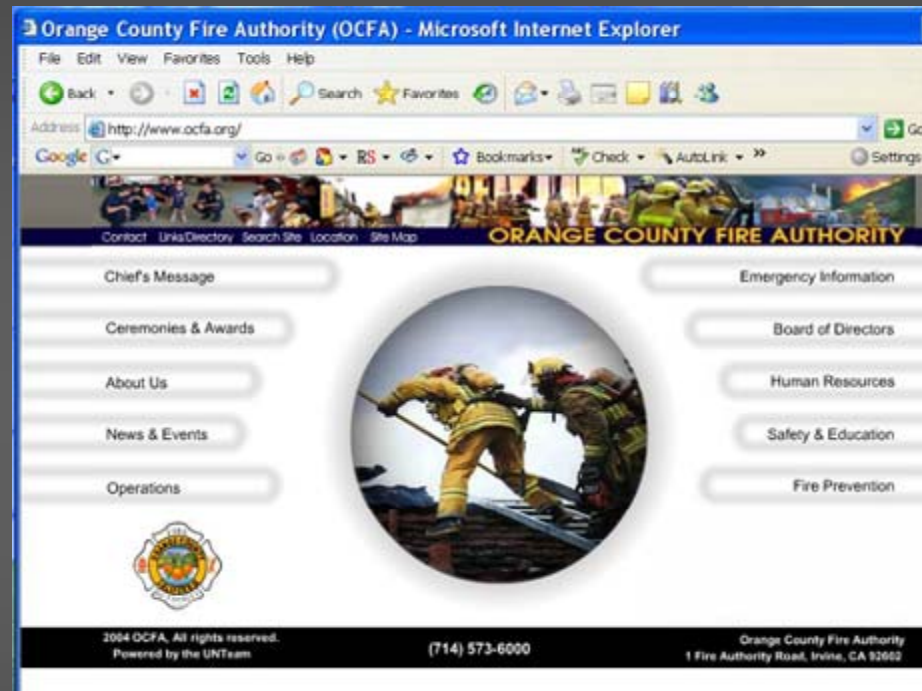 Orange County Fire Authority (OCFA) - Microsoft Internet Explorer
File Edit View Favorites Tools Help
Back Search Favorites
Address http://www.ocfa.org/ Go
Google G Go RS Bookmarks Check AutoLink Settings
Contact Links/Directory Search Site Location Site Map
ORANGE COUNTY FIRE AUTHORITY
Chief's Message
Emergency Information
Ceremonies & Awards
Board of Directors
About Us
Human Resources
News & Events
Safety & Education
Operations
Fire Prevention
2004 OCFA, All rights reserved.
Powered by the UNTeam
(714) 573-6000
Orange County Fire Authority
1 Fire Authority Road, Irvine, CA 92602